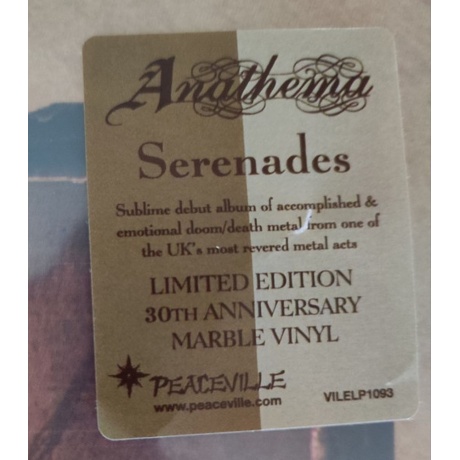 Anathema
Serenades
Sublime debut album of accomplished &
emotional doom/death metal from one of
the UK's most revered metal acts
LIMITED EDITION
30TH ANNIVERSARY
MARBLE VINYL
PEACEVILLE
www.peaceville.com
VILELP1093